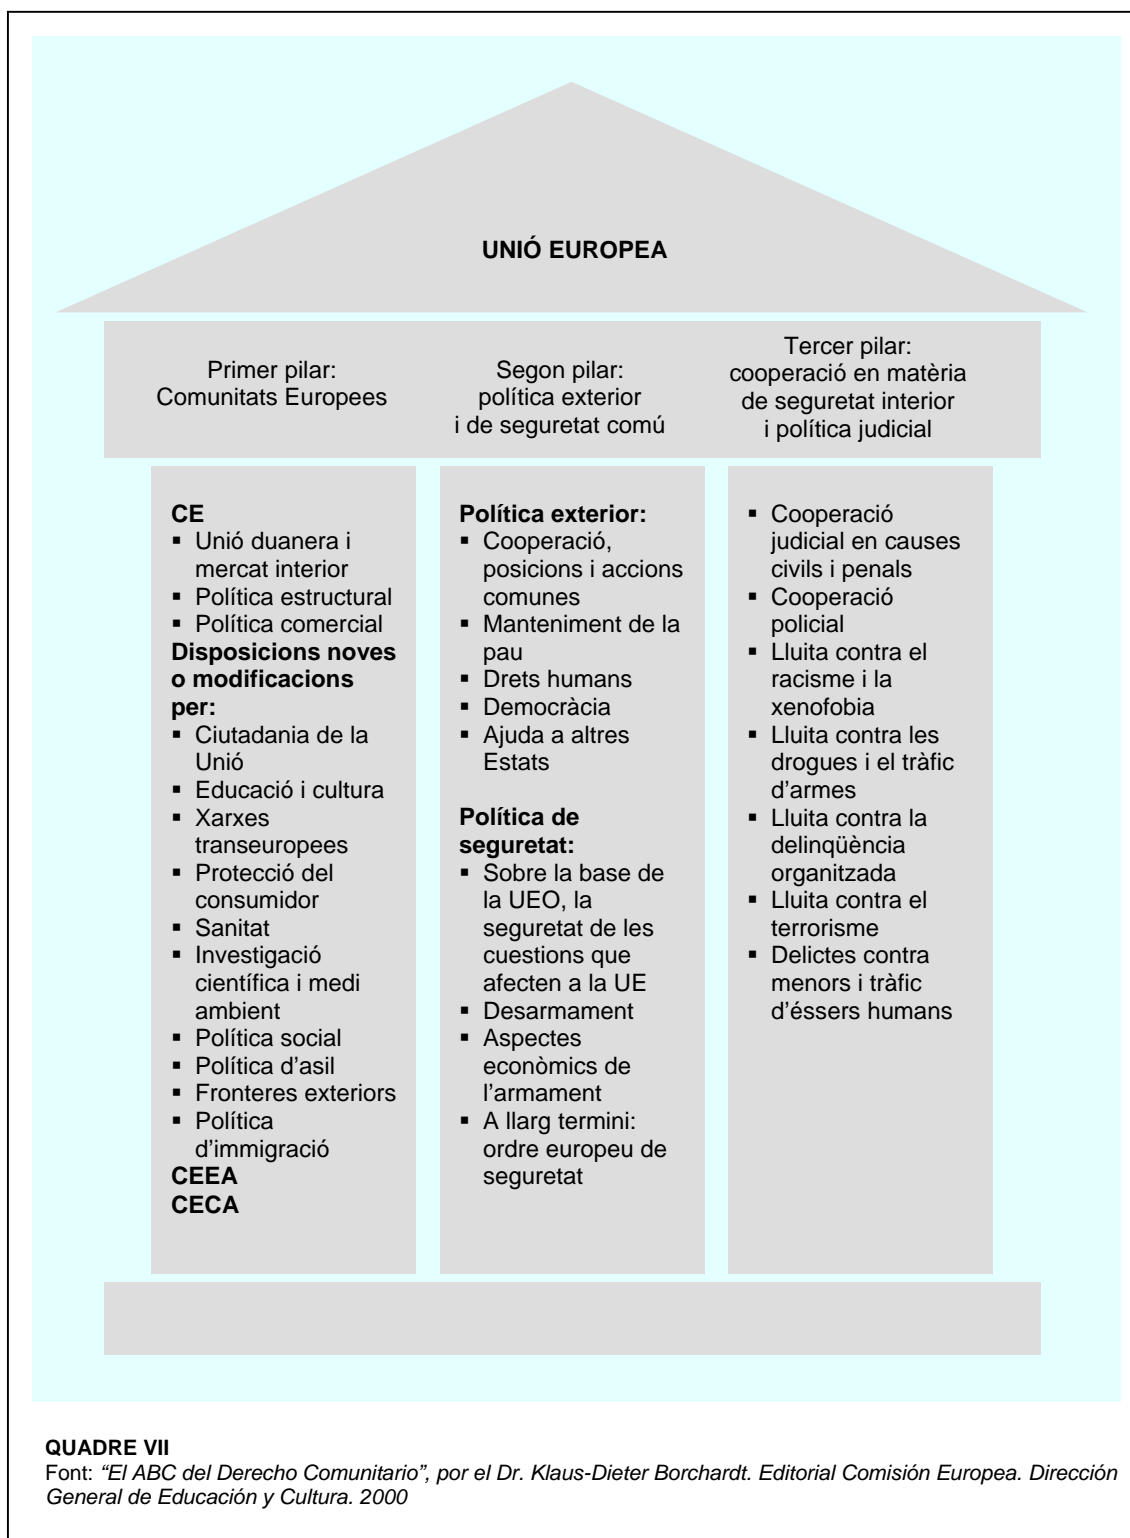 UNIÓ EUROPEA
Primer pilar:
Comunitats Europees
Segon pilar:
política exterior
i de seguretat comú
Tercer pilar:
cooperació en matèria
de seguretat interior
i política judicial
CE
▪ Unió duanera i
mercat interior
▪ Política estructural
▪ Política comercial
Disposicions noves
o modificacions
per:
▪ Ciutadania de la
Unió
▪ Educació i cultura
▪ Xarxes
transeuropees
▪ Protecció del
consumidor
▪ Sanitat
▪ Investigació
científica i medi
ambient
▪ Política social
▪ Política d'asil
▪ Fronteres exteriors
▪ Política
d'immigració
CEEA
CECA
Política exterior:
▪ Cooperació,
posicions i accions
comunes
▪ Manteniment de la
pau
▪ Drets humans
▪ Democràcia
▪ Ajuda a altres
Estats
Política de
seguretat:
▪ Sobre la base de
la UEO, la
seguretat de les
cuestions que
afecten a la UE
▪ Desarmament
▪ Aspectes
econòmics de
l'armament
▪ A llarg termini:
ordre europeu de
seguretat
▪ Cooperació
judicial en causes
civils i penals
▪ Cooperació
policial
▪ Lluita contra el
racisme i la
xenofobia
▪ Lluita contra les
drogues i el tràfic
d'armes
▪ Lluita contra la
delinqüència
organitzada
▪ Lluita contra el
terrorisme
▪ Delictes contra
menors i tràfic
d'éssers humans
QUADRE VII
Font: “El ABC del Derecho Comunitario”, por el Dr. Klaus-Dieter Borchardt. Editorial Comisión Europea. Dirección
General de Educación y Cultura. 2000